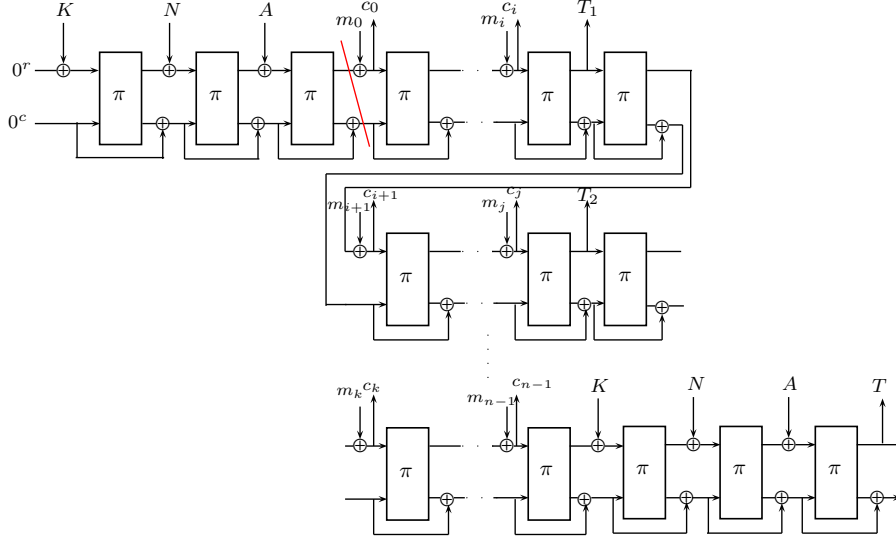 K N A m₀ c₀ mᵢ cᵢ T₁
0ʳ π π π π π π
0ᶜ
mᵢ₊₁ cᵢ₊₁ mⱼ cⱼ T₂
π π π
mₖ cₖ mₙ₋₁ cₙ₋₁ K N A T
π π π π π